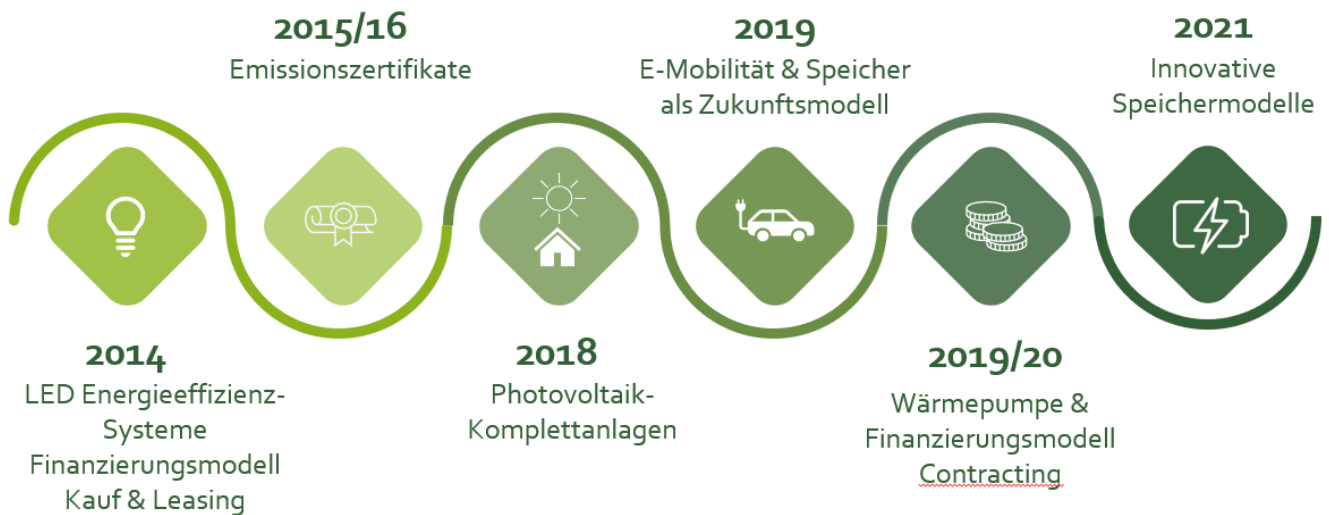 2015/16
Emissionszertifikate
2019
E-Mobilität & Speicher
als Zukunftsmodell
2021
Innovative
Speichermodelle
2014
LED Energieeffizienz-
Systeme
Finanzierungsmodell
Kauf & Leasing
2018
Photovoltaik-
Komplettanlagen
2019/20
Wärmepumpe &
Finanzierungsmodell
Contracting